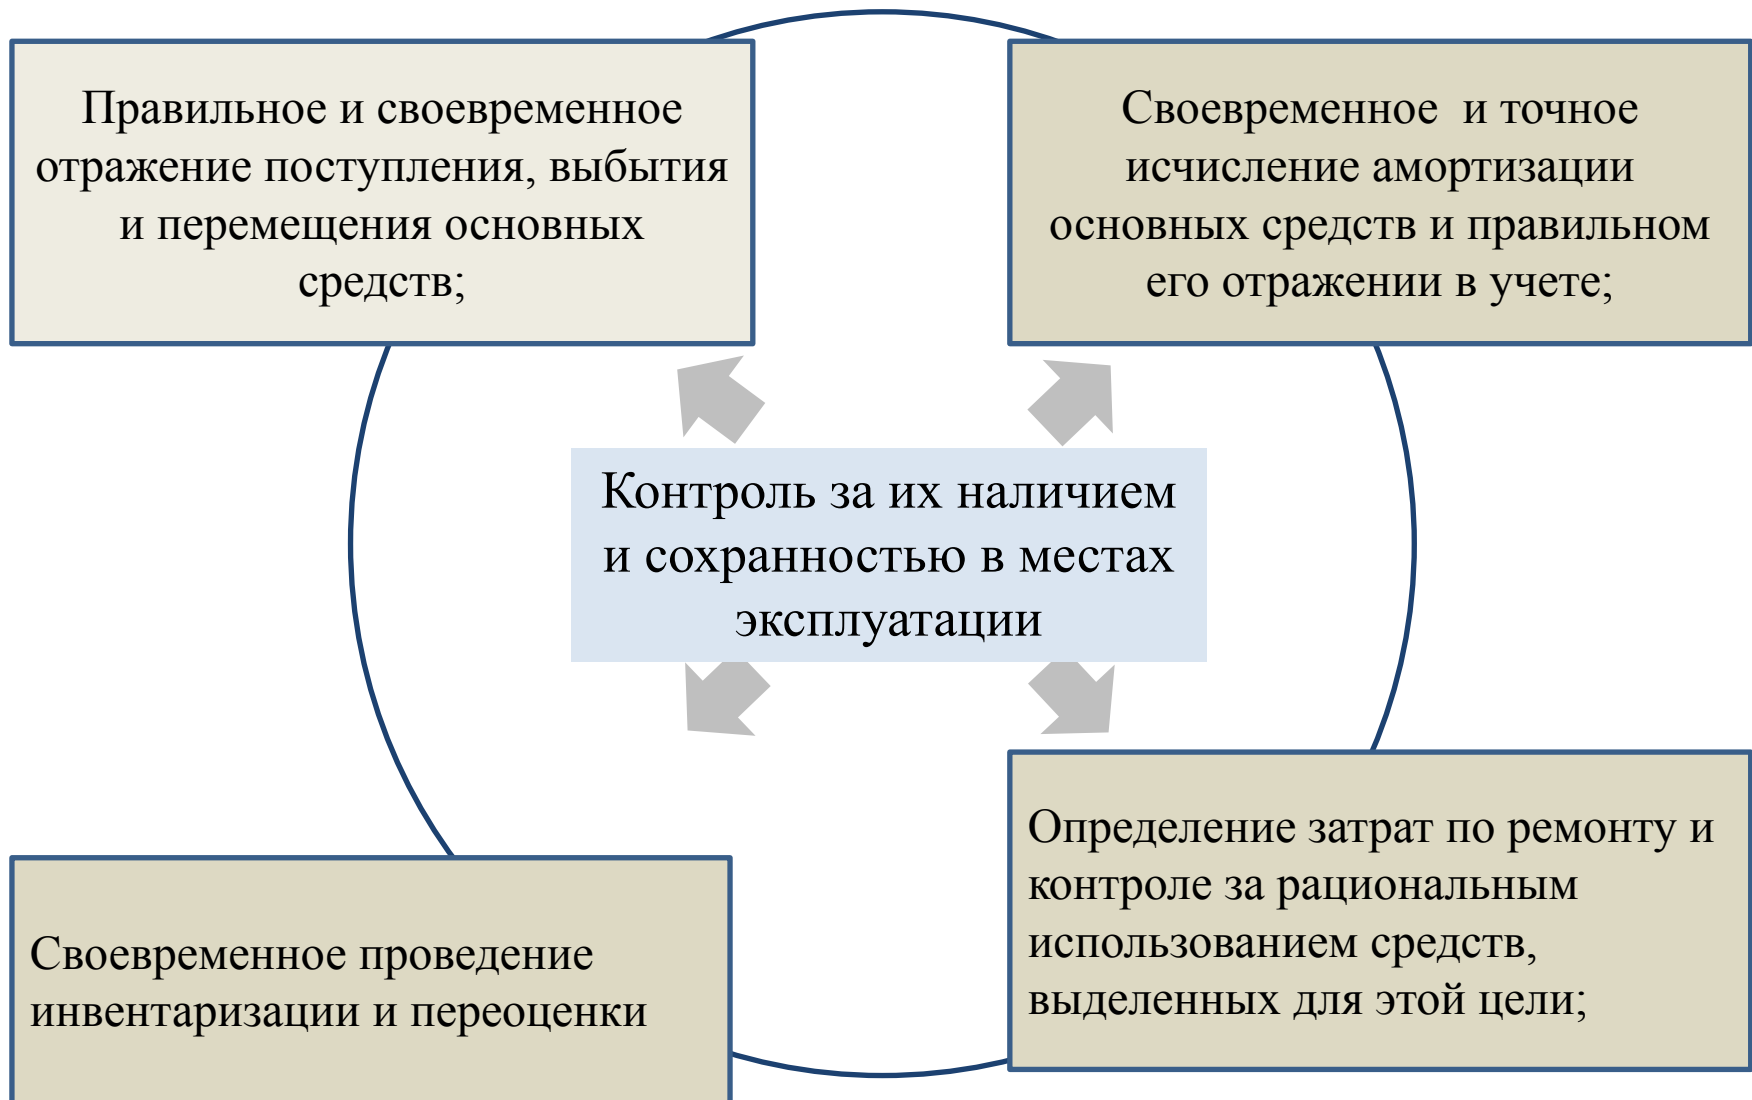 Правильное и своевременное
отражение поступления, выбытия
и перемещения основных
средств;
Своевременное  и точное
исчисление амортизации
основных средств и правильном
его отражении в учете;
Контроль за их наличием
и сохранностью в местах
эксплуатации
Своевременное проведение
инвентаризации и переоценки
Определение затрат по ремонту и
контроле за рациональным
использованием средств,
выделенных для этой цели;